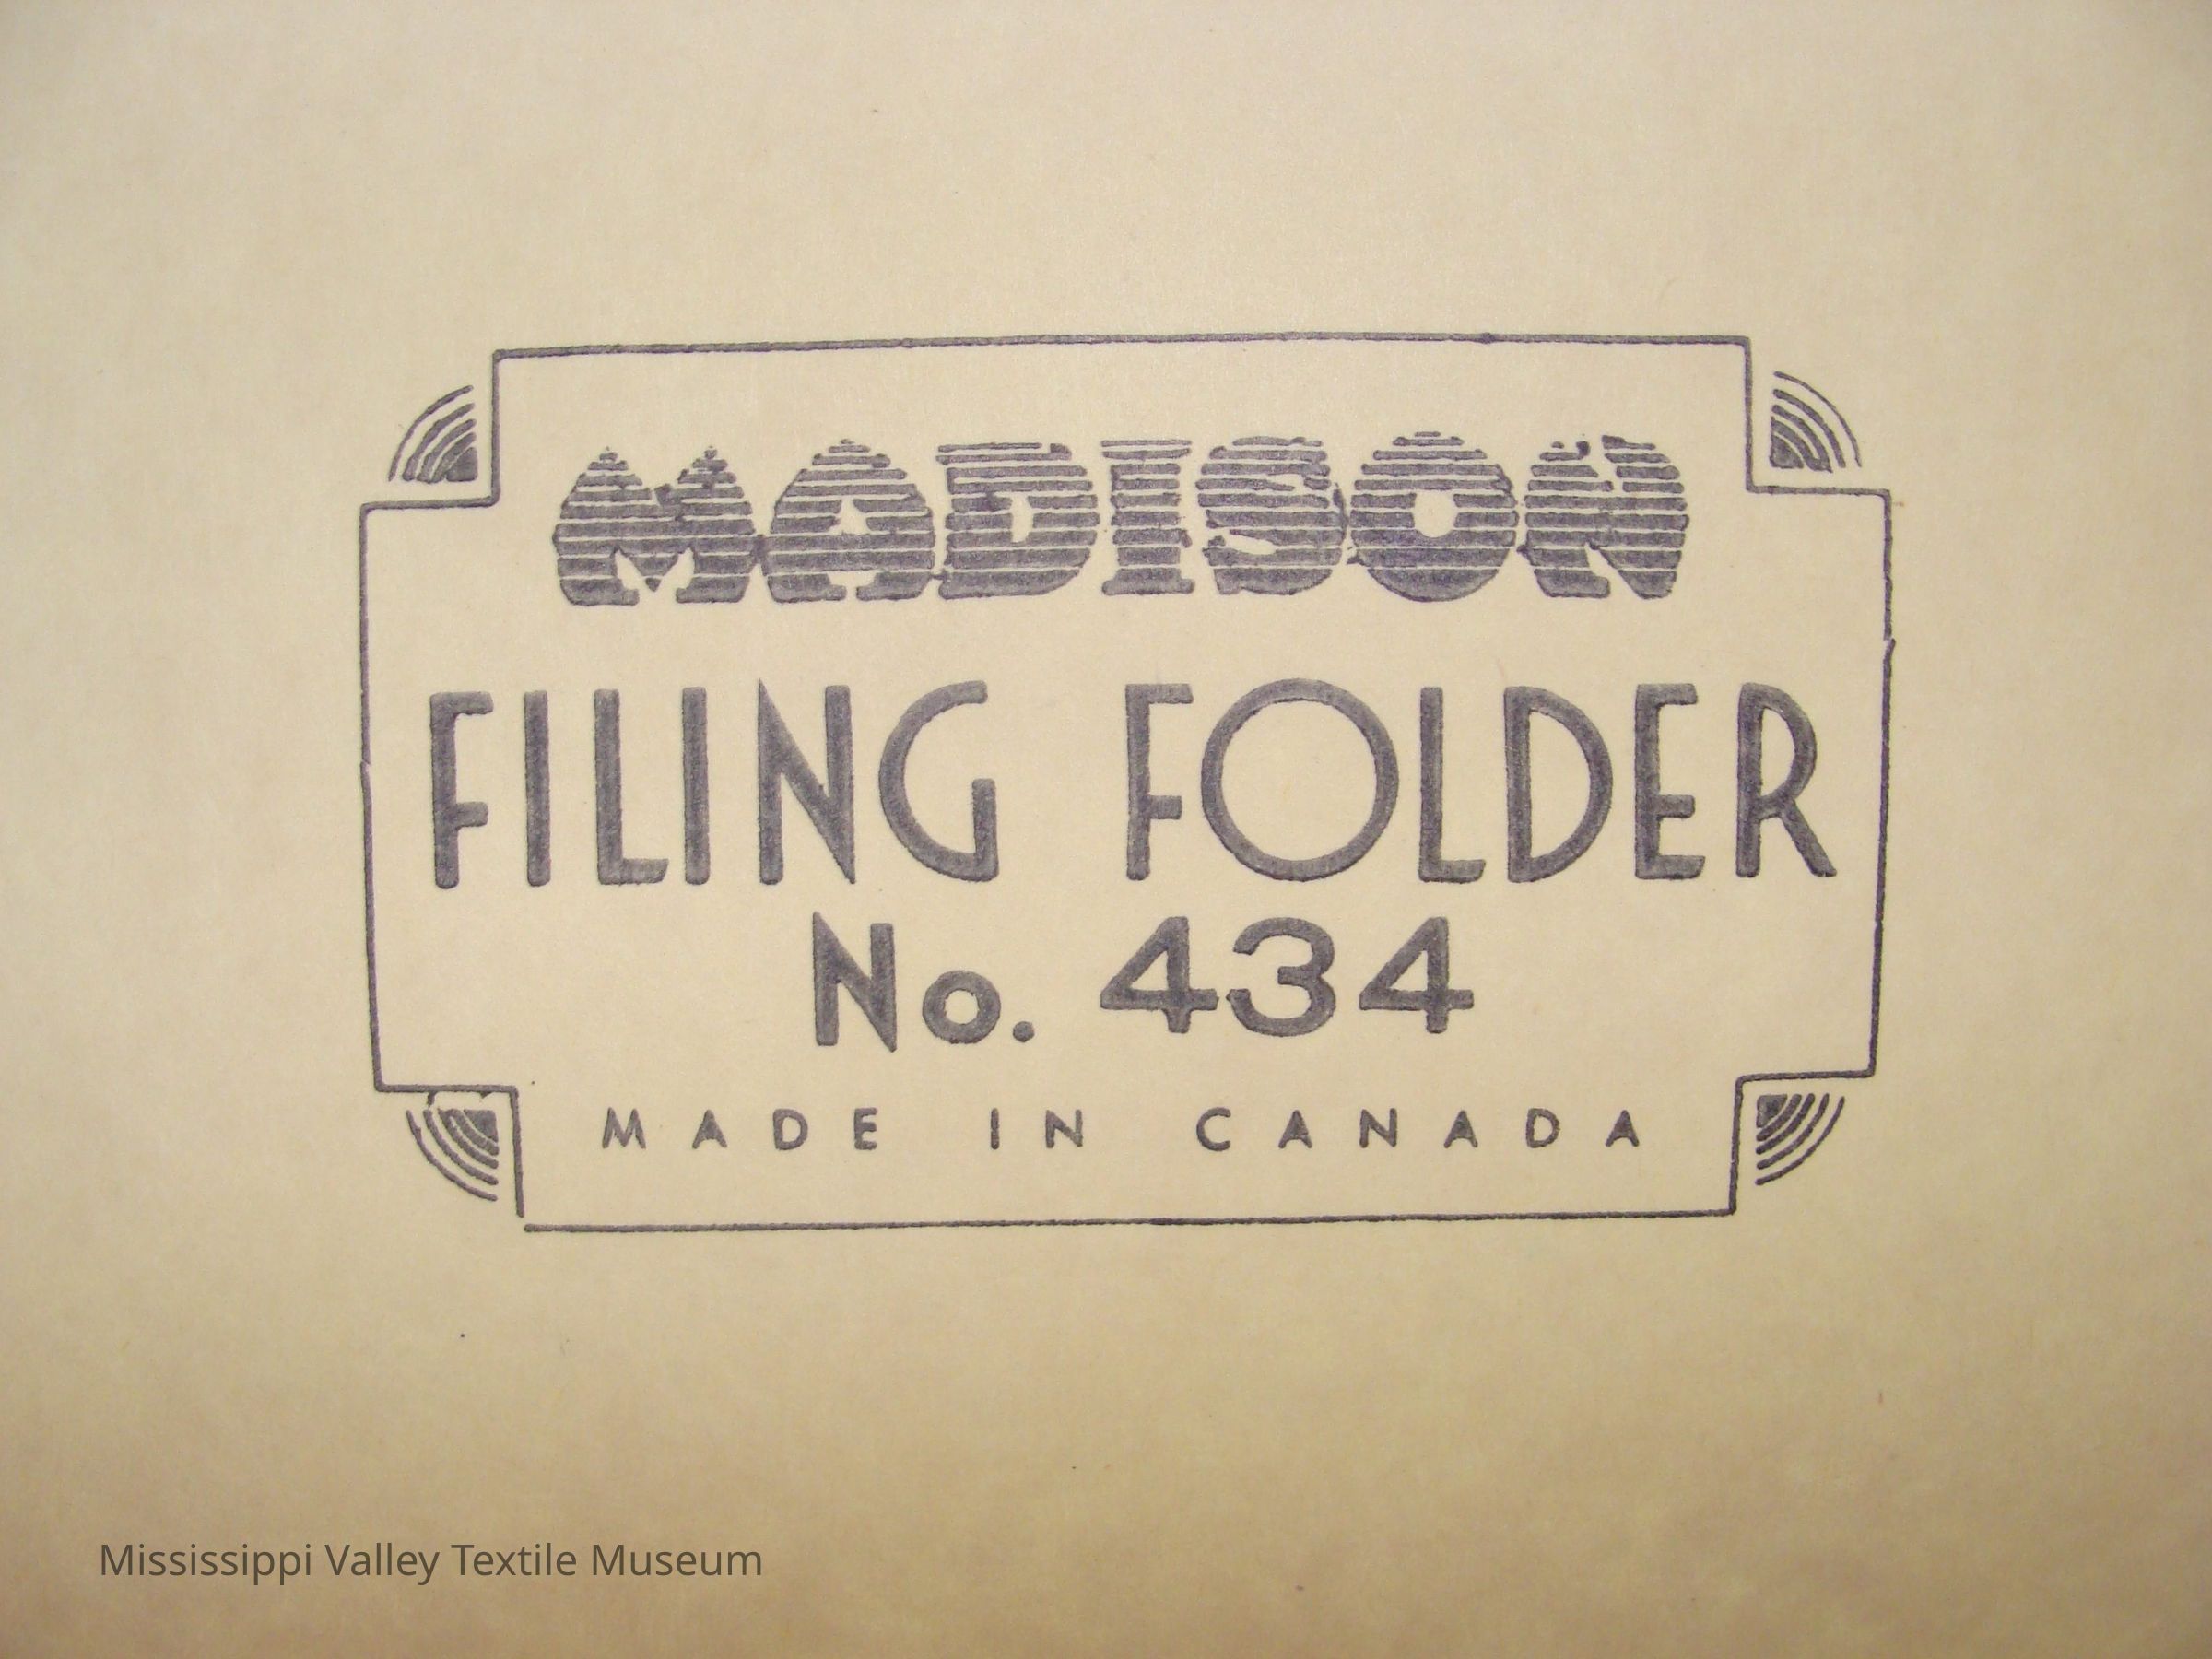 MADISON
FILING FOLDER
No. 434
MADE IN CANADA
Mississippi Valley Textile Museum